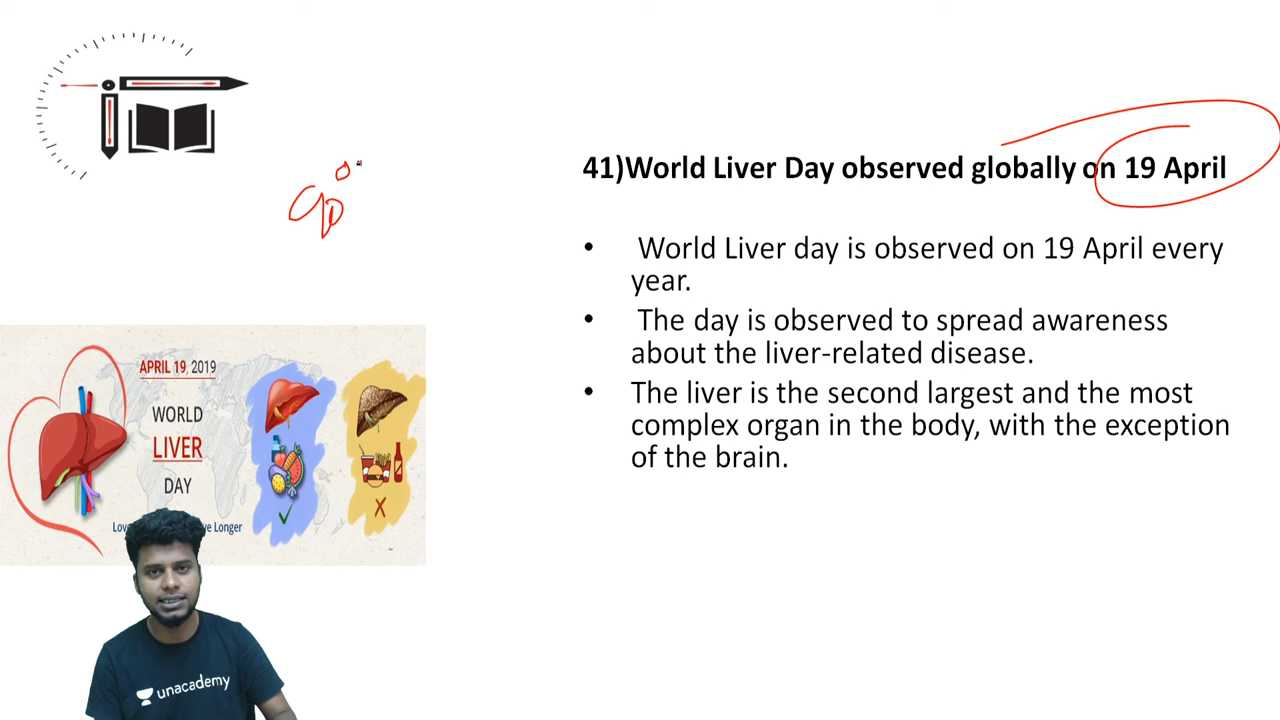 41)World Liver Day observed globally on 19 April
World Liver day is observed on 19 April every
year.
The day is observed to spread awareness
about the liver-related disease.
The liver is the second largest and the most
complex organ in the body, with the exception
of the brain.
APRIL 19, 2019
WORLD
LIVER
DAY
Longer
unacademy